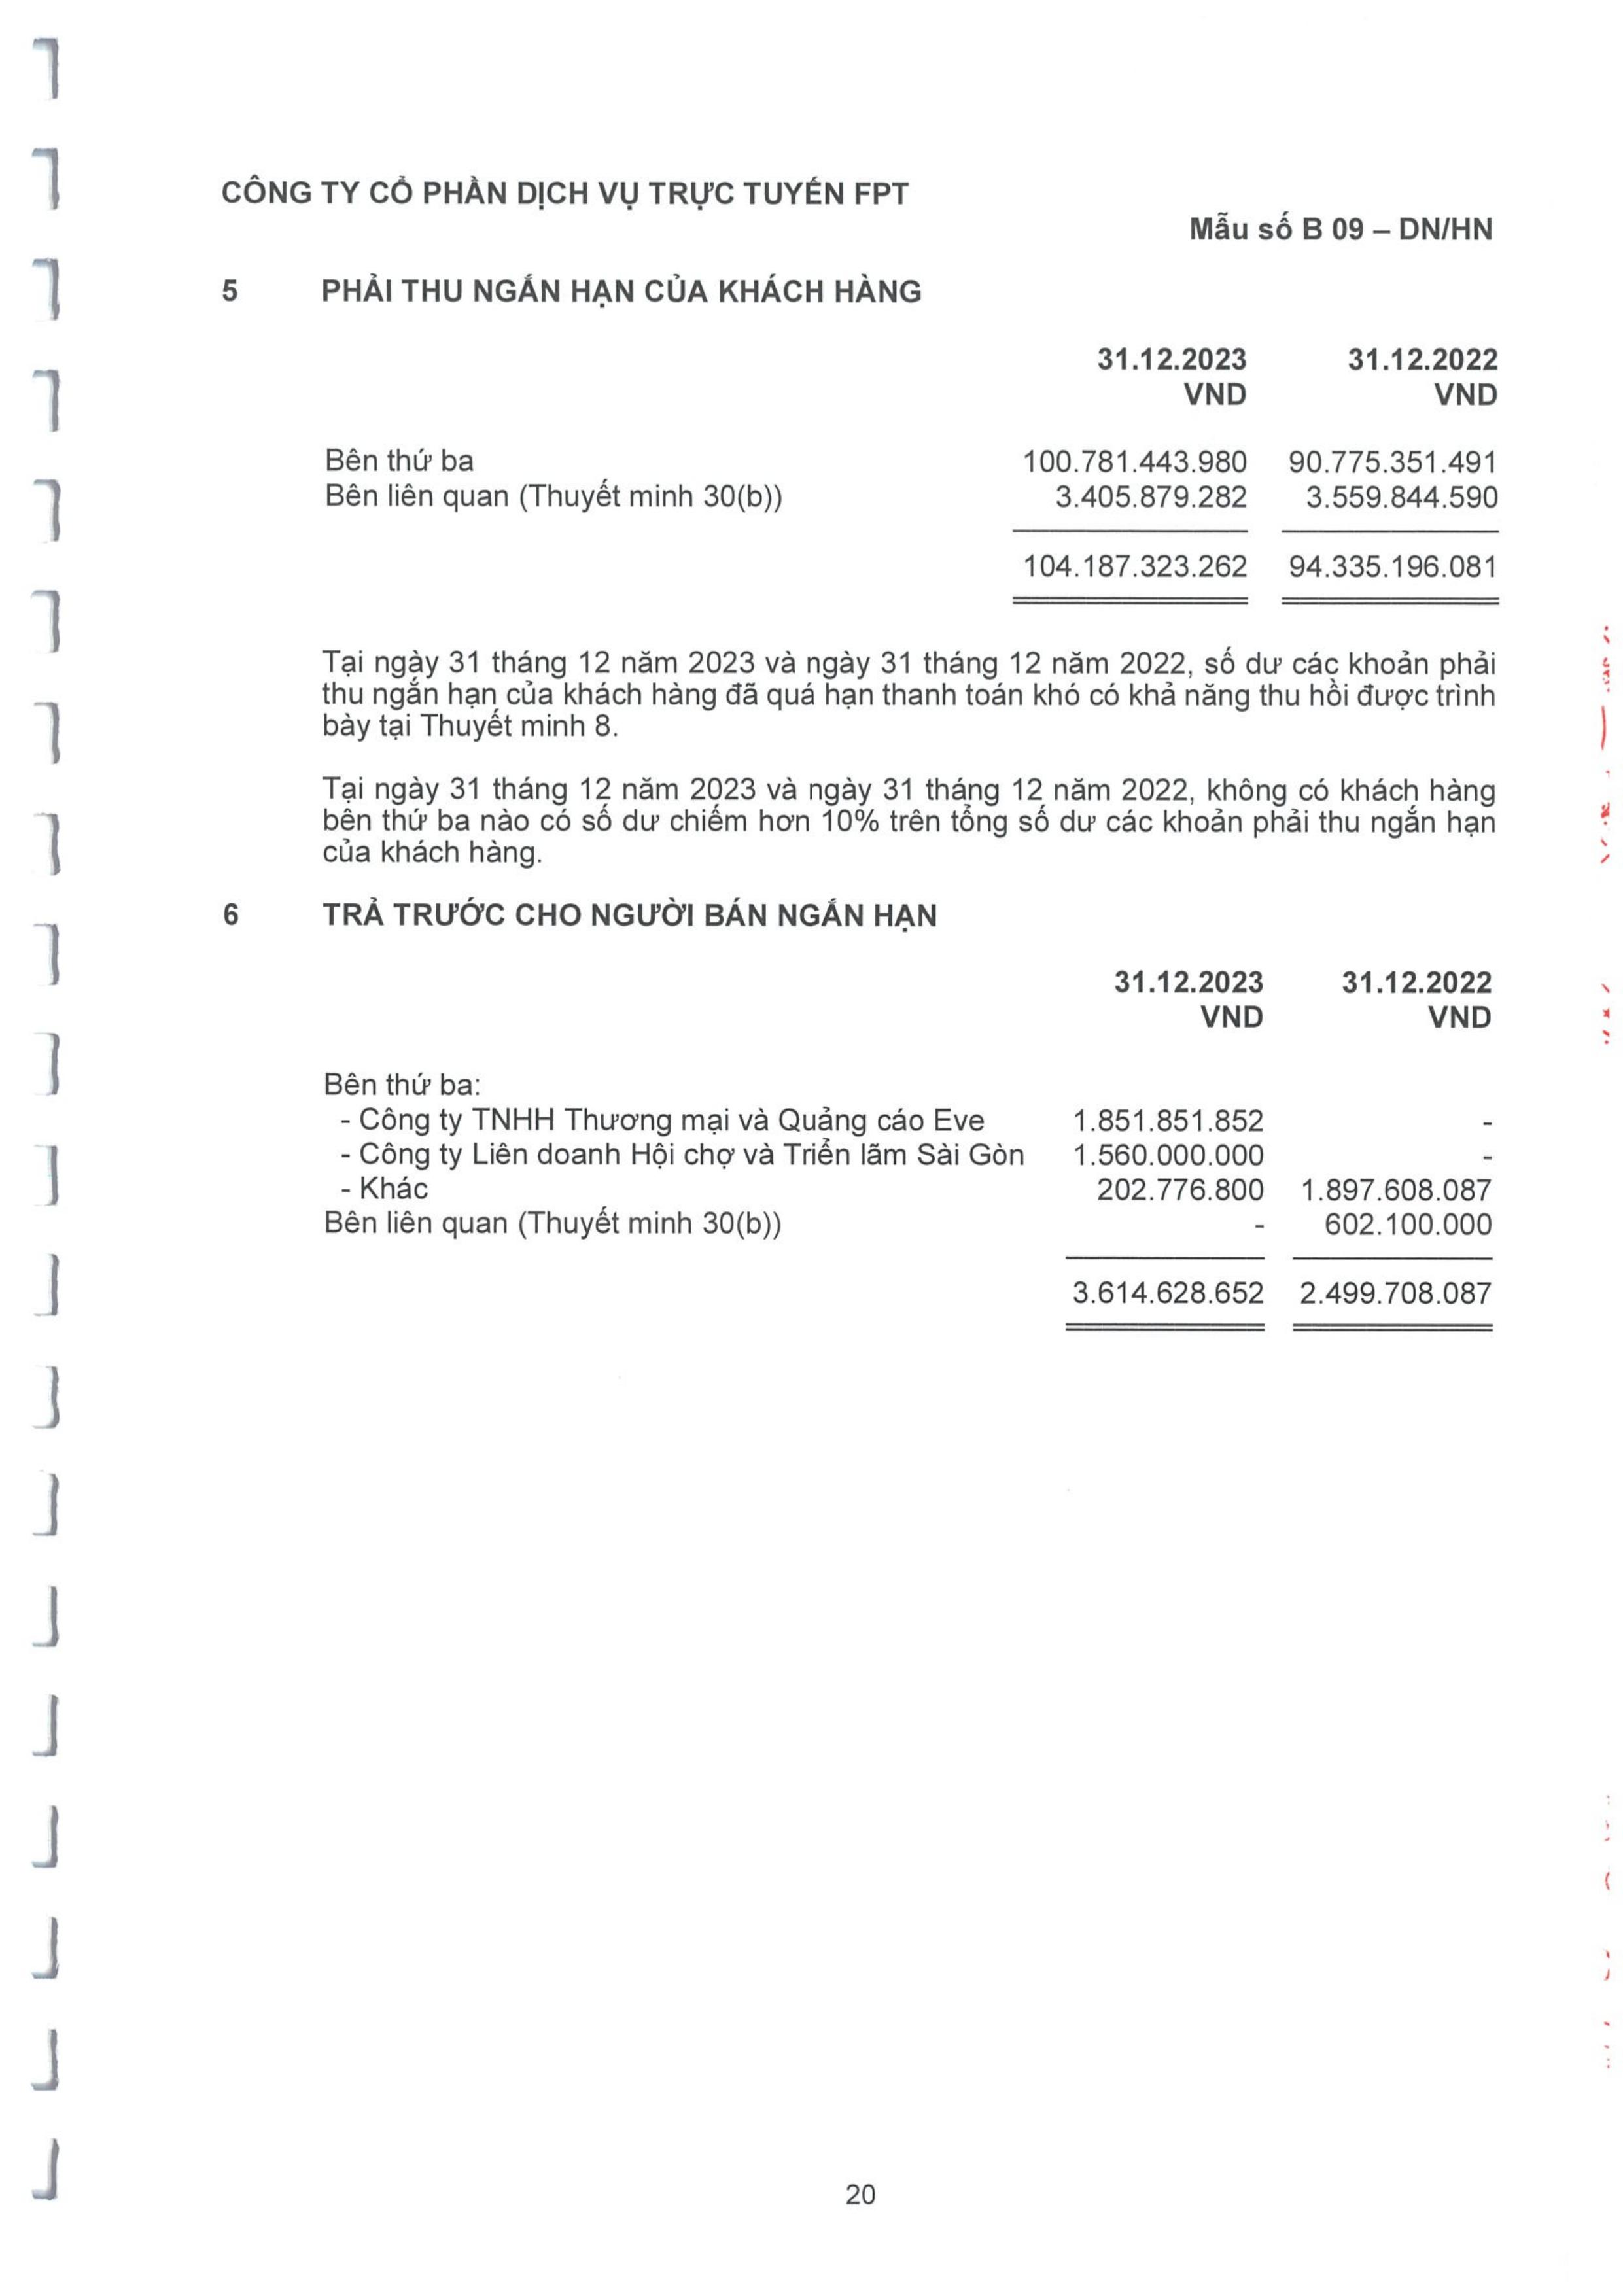 CÔNG TY CỔ PHẦN DỊCH VỤ TRỰC TUYẾN FPT
Mẫu số B 09 – DN/HN
5 PHẢI THU NGẮN HẠN CỦA KHÁCH HÀNG
31.12.2023 31.12.2022
VND VND
Bên thứ ba 100.781.443.980 90.775.351.491
Bên liên quan (Thuyết minh 30(b)) 3.405.879.282 3.559.844.590
104.187.323.262 94.335.196.081
Tại ngày 31 tháng 12 năm 2023 và ngày 31 tháng 12 năm 2022, số dư các khoản phải
thu ngắn hạn của khách hàng đã quá hạn thanh toán khó có khả năng thu hồi được trình
bày tại Thuyết minh 8.
Tại ngày 31 tháng 12 năm 2023 và ngày 31 tháng 12 năm 2022, không có khách hàng
bên thứ ba nào có số dư chiếm hơn 10% trên tổng số dư các khoản phải thu ngắn hạn
của khách hàng.
6 TRẢ TRƯỚC CHO NGƯỜI BÁN NGẮN HẠN
31.12.2023 31.12.2022
VND VND
Bên thứ ba:
- Công ty TNHH Thương mại và Quảng cáo Eve 1.851.851.852 -
- Công ty Liên doanh Hội chợ và Triển lãm Sài Gòn 1.560.000.000 -
- Khác 202.776.800 1.897.608.087
Bên liên quan (Thuyết minh 30(b)) - 602.100.000
3.614.628.652 2.499.708.087
20